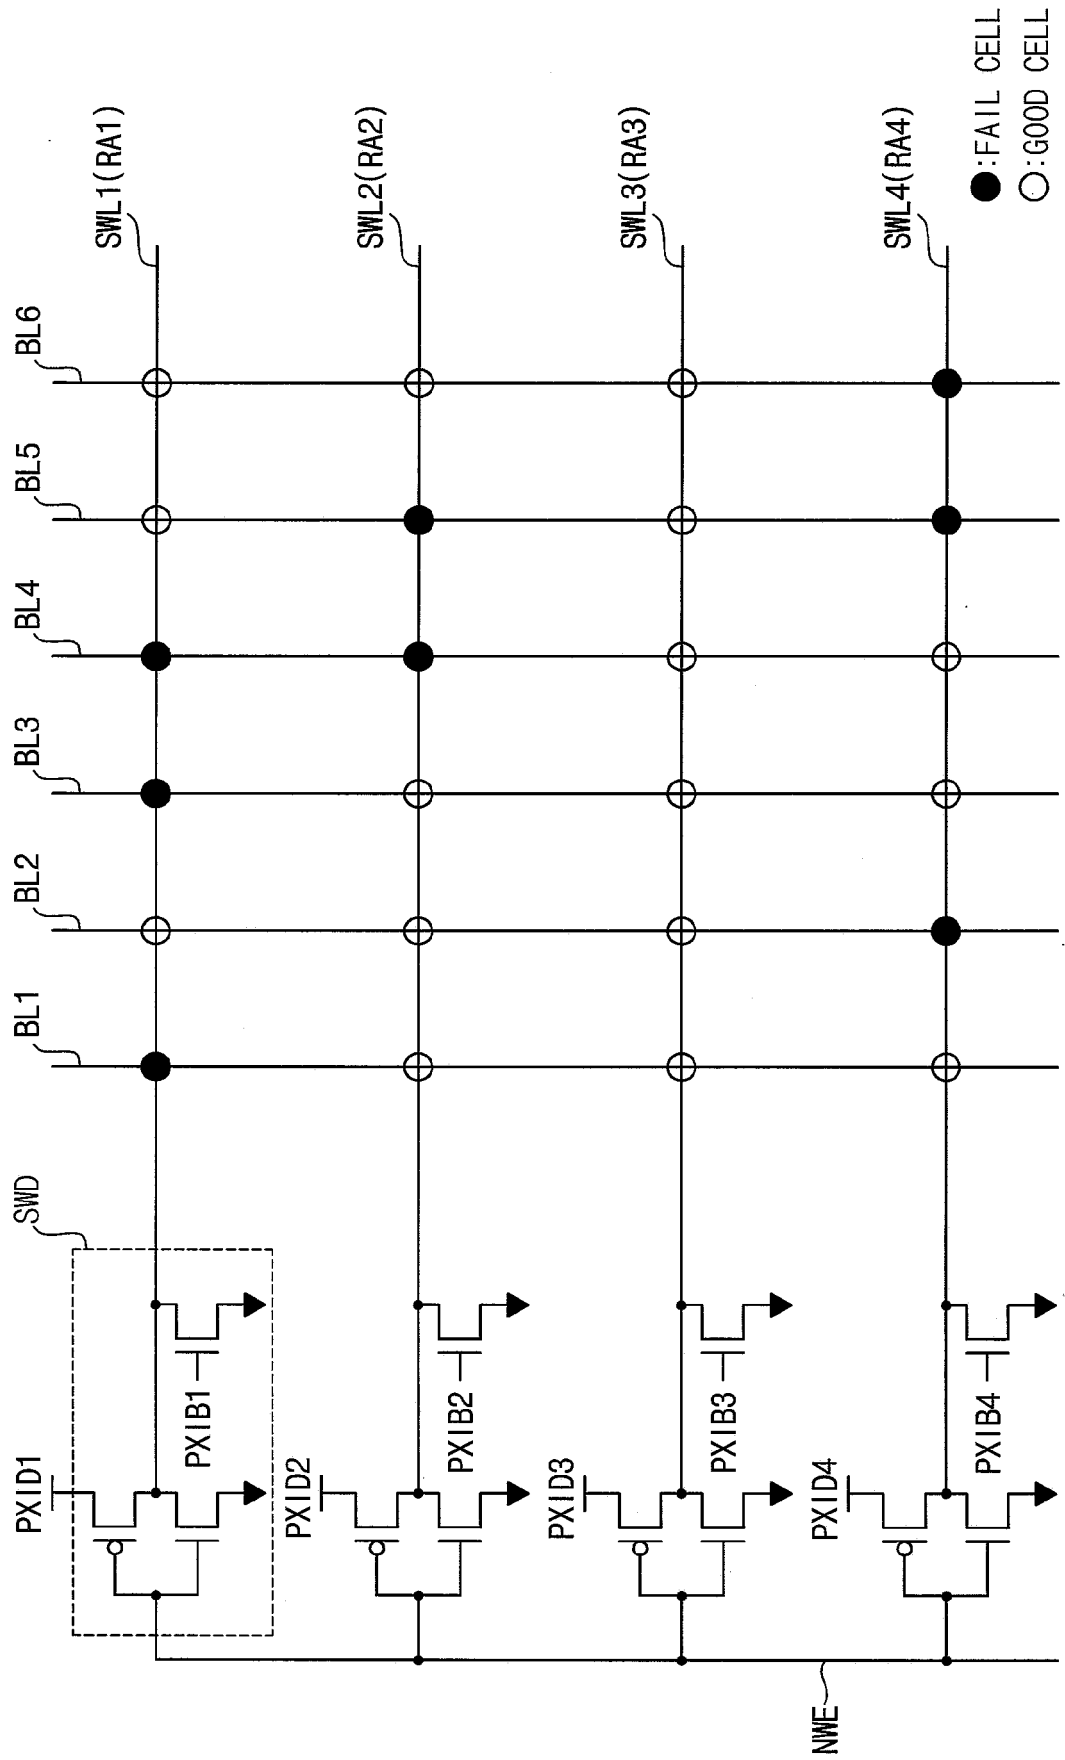 PXID1
SWD
BL1
BL2
BL3
BL4
BL5
BL6
SWL1(RA1)
PXIB1
PXID2
PXIB2
SWL2(RA2)
PXID3
PXIB3
SWL3(RA3)
PXID4
PXIB4
SWL4(RA4)
NWE
●:FAIL CELL
○:GOOD CELL